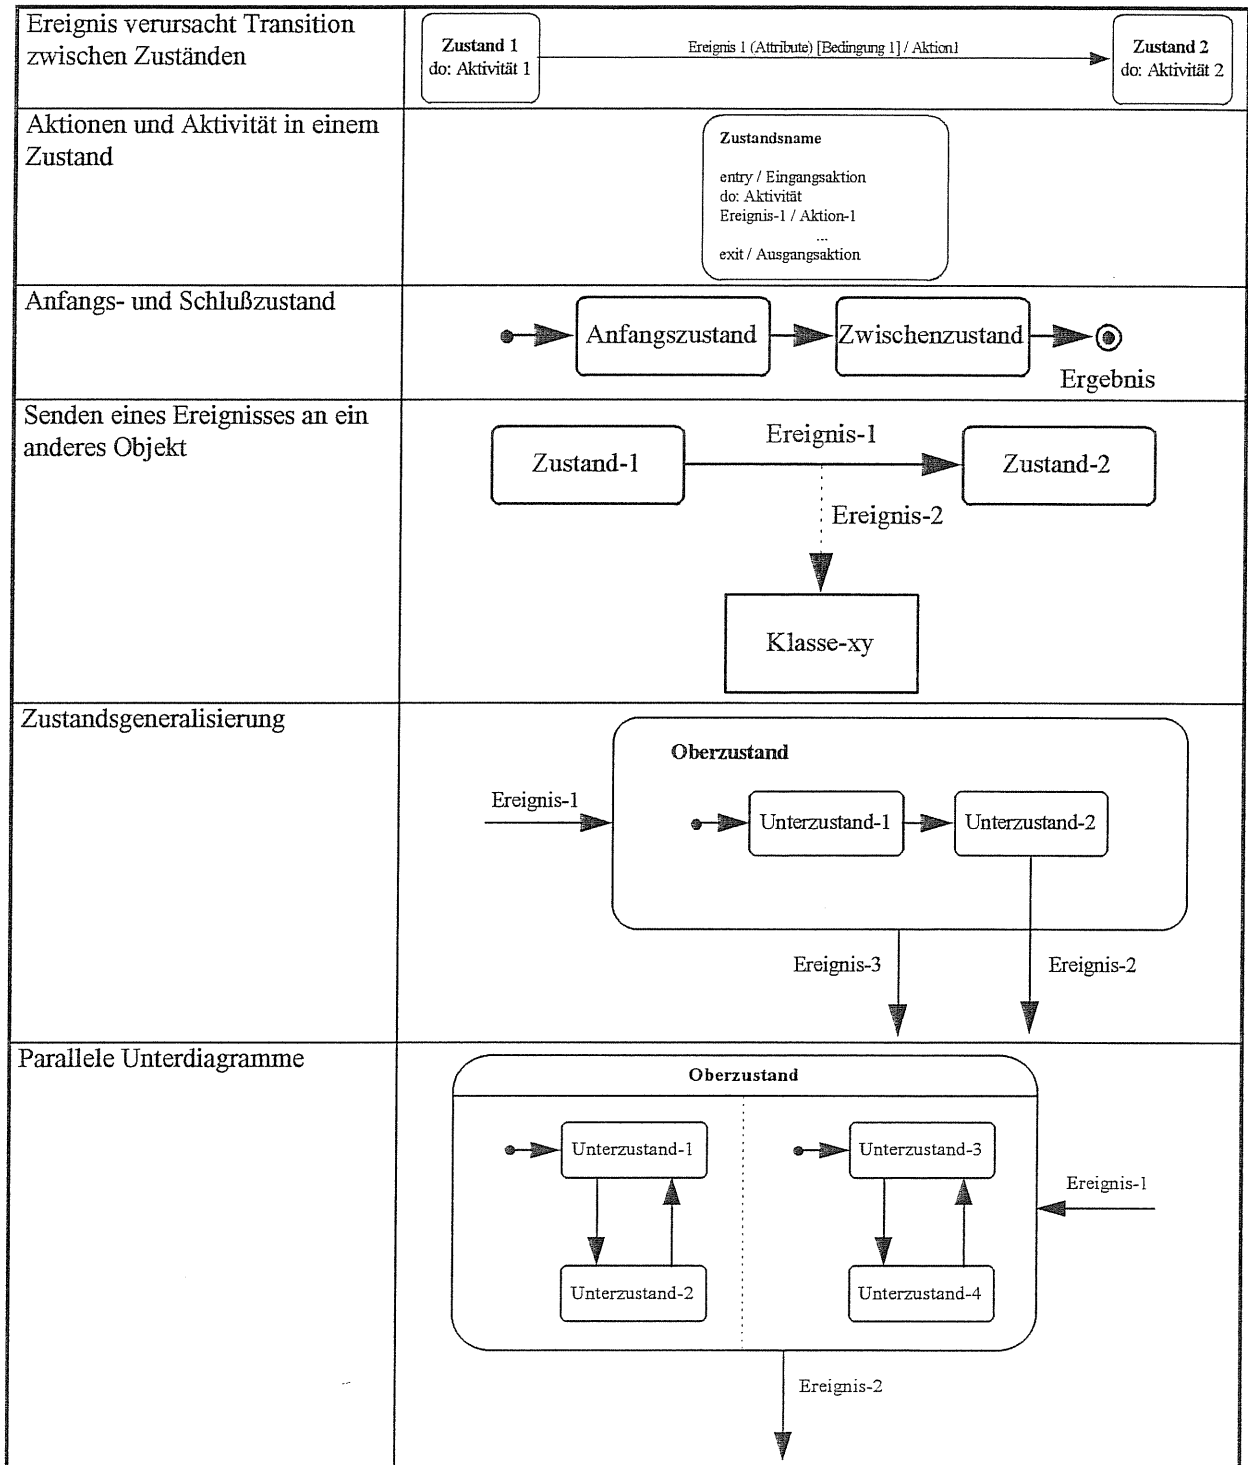 Ereignis verursacht Transition
zwischen Zuständen
Zustand 1
do: Aktivität 1
Ereignis 1 (Attribute) [Bedingung 1] / Aktion1
Zustand 2
do: Aktivität 2
Aktionen und Aktivität in einem
Zustand
Zustandsname
entry / Eingangsaktion
do: Aktivität
Ereignis-1 / Aktion-1
...
exit / Ausgangsaktion
Anfangs- und Schlußzustand
Anfangszustand
Zwischenzustand
Ergebnis
Senden eines Ereignisses an ein
anderes Objekt
Zustand-1
Ereignis-1
Zustand-2
Ereignis-2
Klasse-xy
Zustandsgeneralisierung
Oberzustand
Ereignis-1
Unterzustand-1
Unterzustand-2
Ereignis-3
Ereignis-2
Parallele Unterdiagramme
Oberzustand
Unterzustand-1
Unterzustand-3
Ereignis-1
Unterzustand-2
Unterzustand-4
Ereignis-2